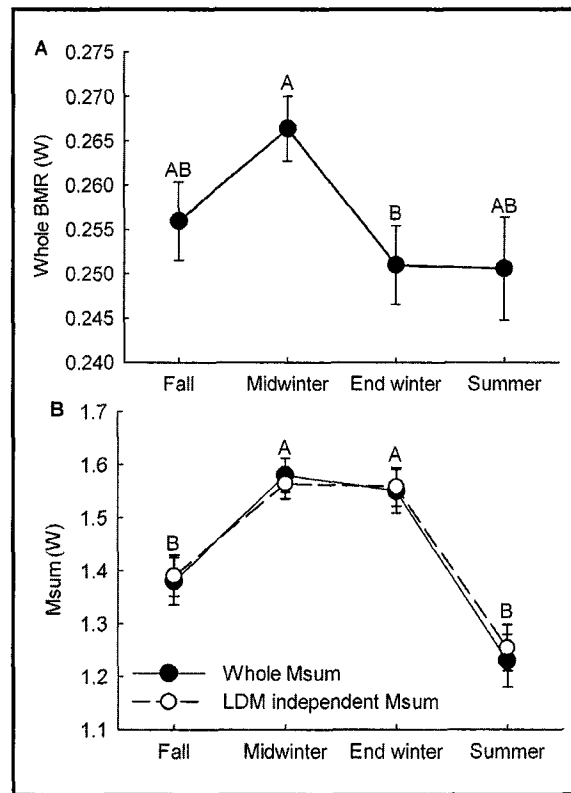 A
Whole BMR (W)
0.275
0.270
0.265
0.260
0.255
0.250
0.245
0.240
AB
A
B
AB
Fall Midwinter End winter Summer
B
Msum (W)
1.7
1.6
1.5
1.4
1.3
1.2
1.1
B
A
A
B
Whole Msum
LDM independent Msum
Fall Midwinter End winter Summer